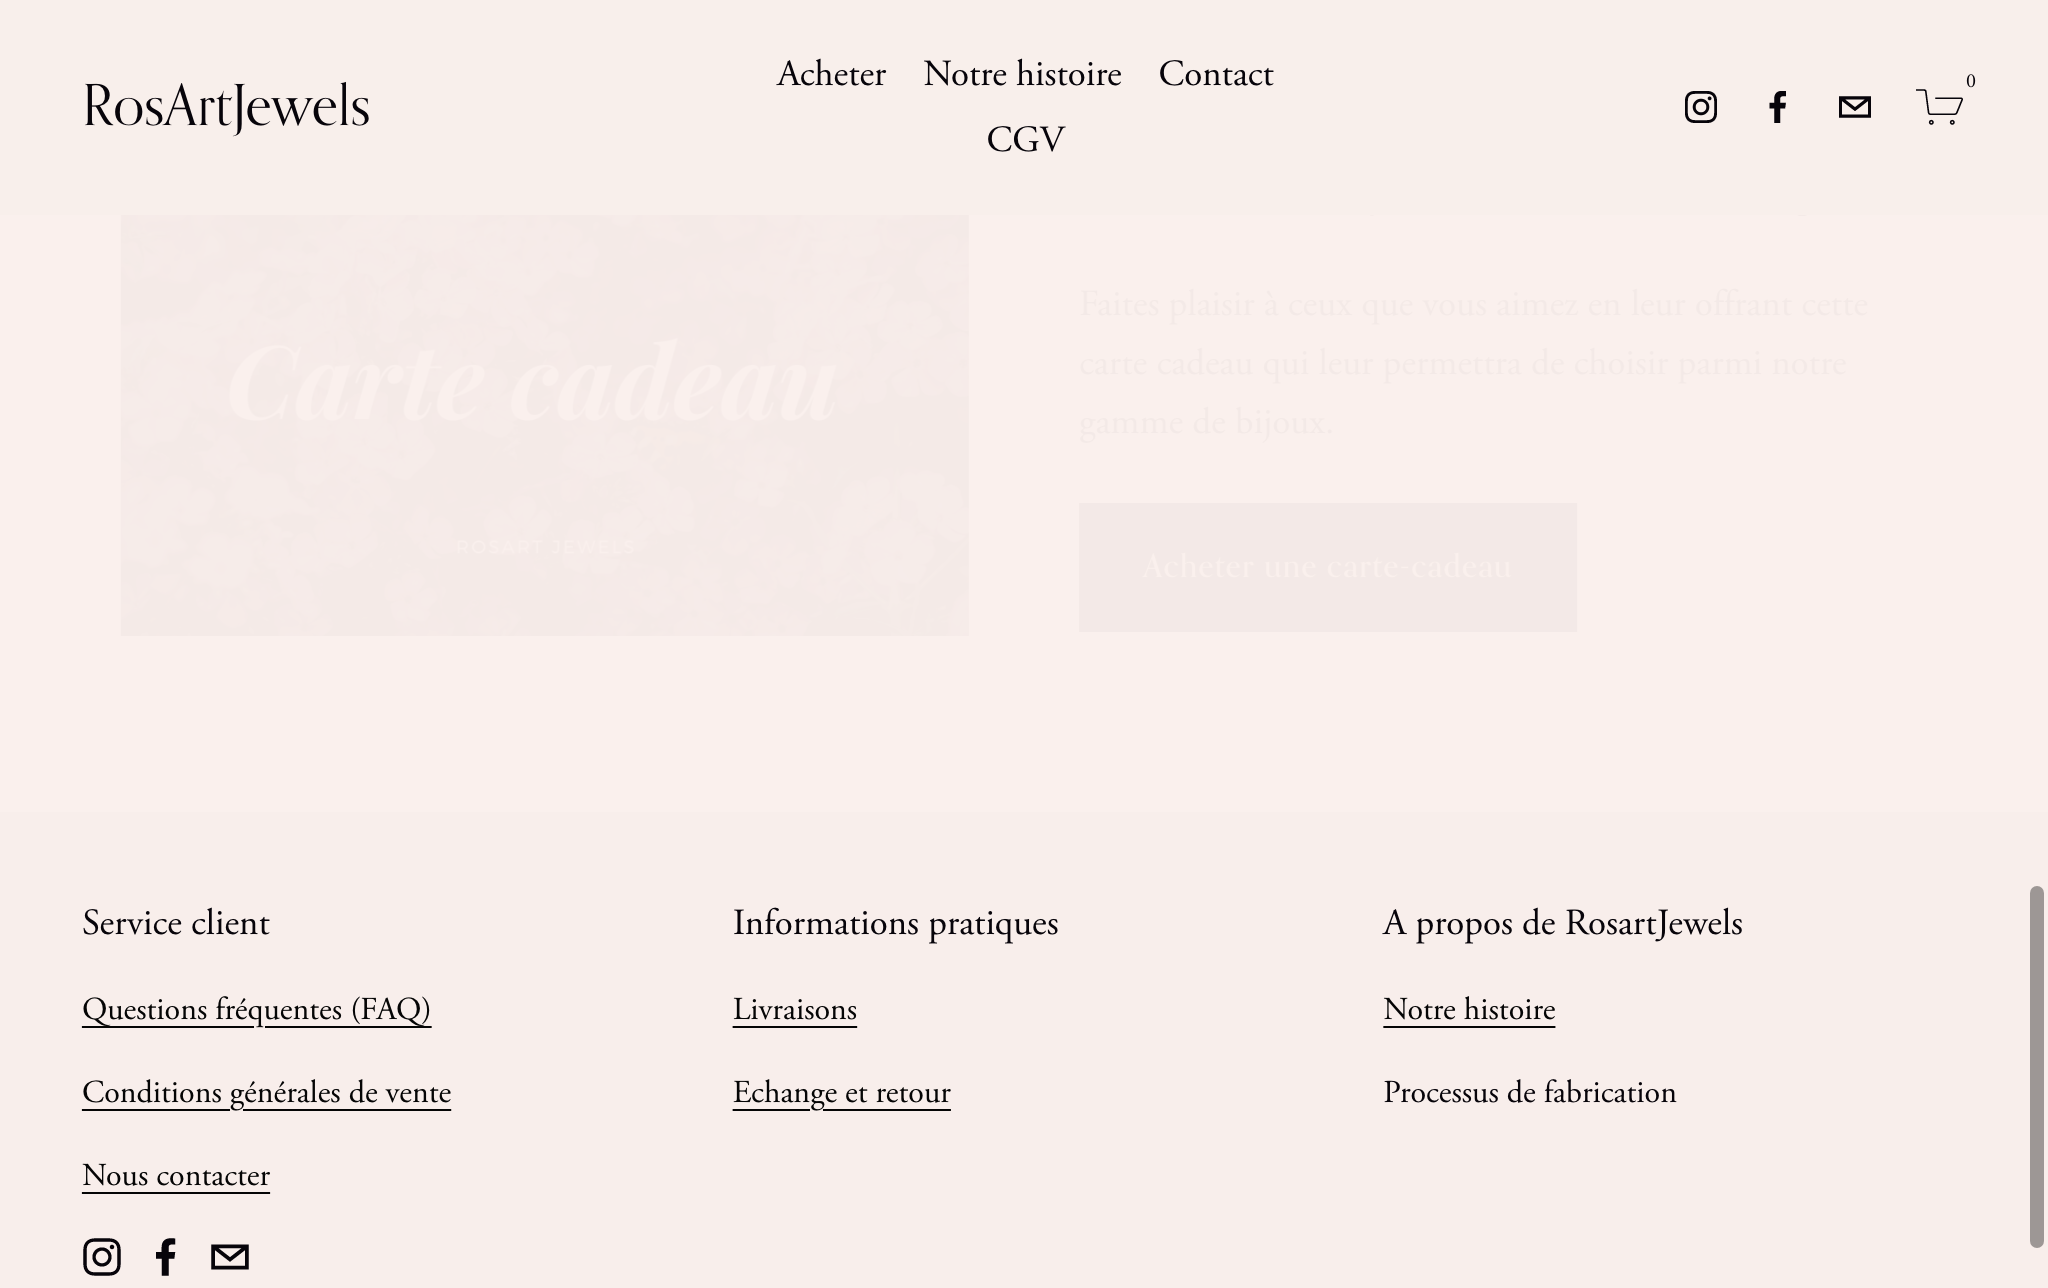 RosArtJewels
Acheter Notre histoire Contact
CGV
0
Carte cadeau
ROSART JEWELS
Faites plaisir à ceux que vous aimez en leur offrant cette
carte cadeau qui leur permettra de choisir parmi notre
gamme de bijoux.
Acheter une carte-cadeau
Service client
Questions fréquentes (FAQ)
Conditions générales de vente
Nous contacter
Informations pratiques
Livraisons
Echange et retour
A propos de RosartJewels
Notre histoire
Processus de fabrication